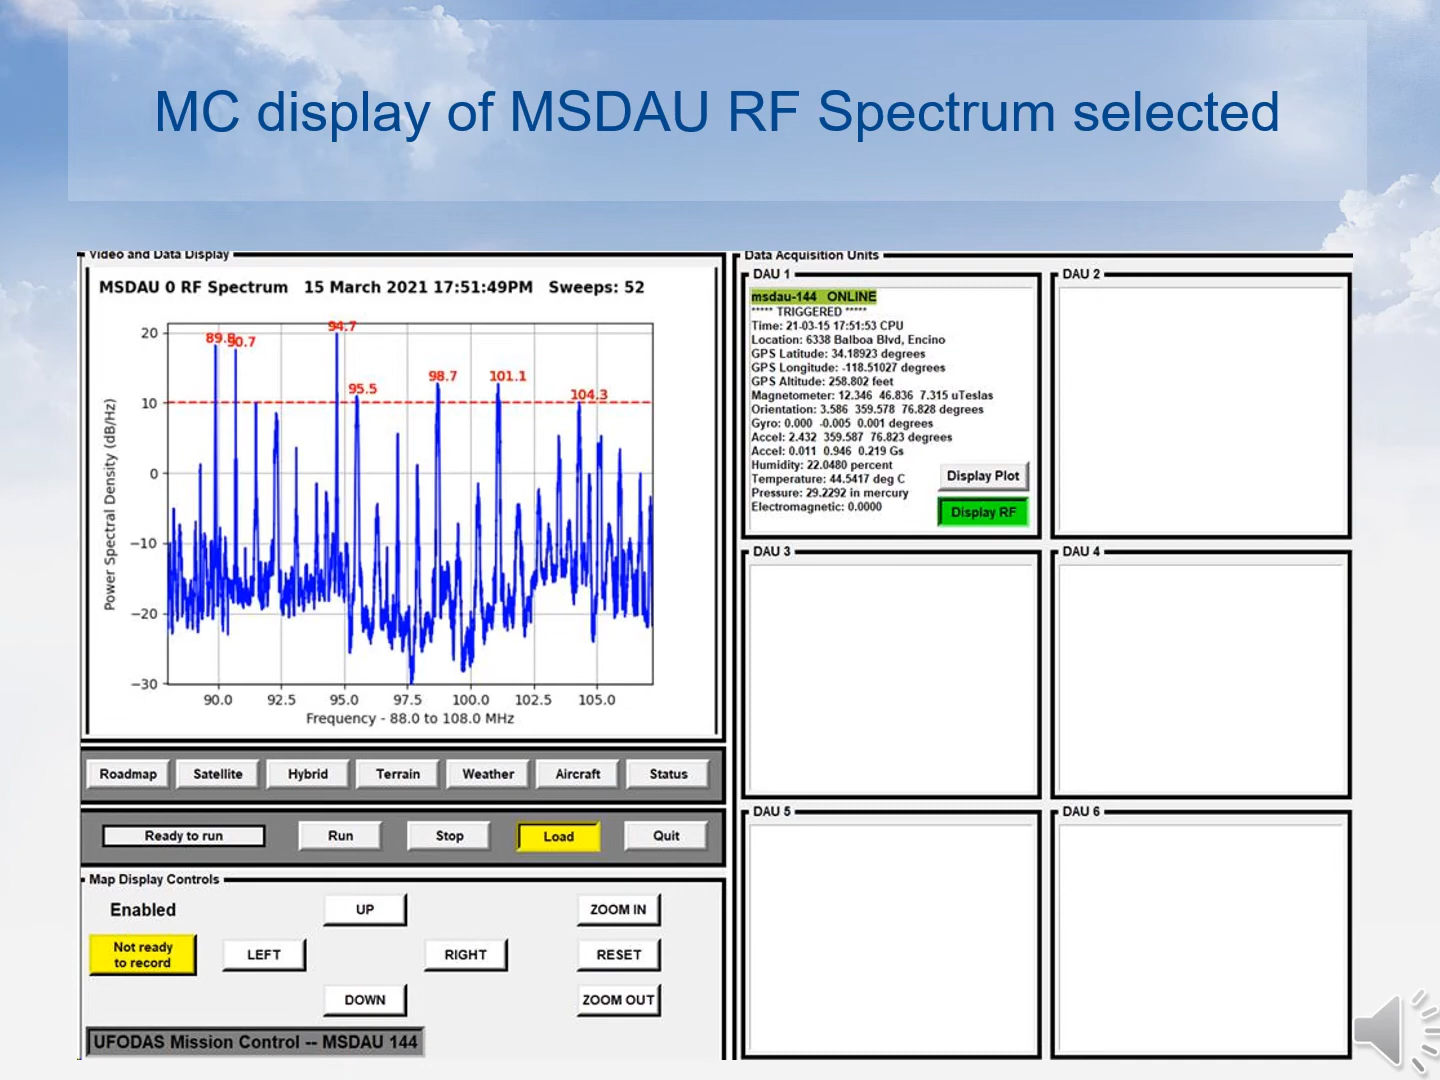 MC display of MSDAU RF Spectrum selected
Video and Data Display
MSDAU 0 RF Spectrum 15 March 2021 17:51:49PM Sweeps: 52
94.7
90.7
98.7
101.1
95.5
104.3
20
10
0
−10
−20
−30
Power Spectral Density (dB/Hz)
90.0 92.5 95.0 97.5 100.0 102.5 105.0
Frequency - 88.0 to 108.0 MHz
Roadmap Satellite Hybrid Terrain Weather Aircraft Status
Ready to run Run Stop Load Quit
Map Display Controls
Enabled
UP
ZOOM IN
Not ready
to record
LEFT
RIGHT
RESET
DOWN
ZOOM OUT
UFODAS Mission Control -- MSDAU 144
Data Acquisition Units
DAU 1
msdau-144 ONLINE
***** TRIGGERED *****
Time: 21-03-15 17:51:53 CPU
Location: 6338 Balboa Blvd, Encino
GPS Latitude: 34.18923 degrees
GPS Longitude: -118.51027 degrees
GPS Altitude: 258.802 feet
Magnetometer: 12.346 46.836 7.315 uTeslas
Orientation: 3.586 359.578 76.828 degrees
Gyro: 0.000 -0.005 0.001 degrees
Accel: 2.432 359.587 76.823 degrees
Accel: 0.011 0.946 0.219 Gs
Humidity: 22.0480 percent
Temperature: 44.5417 deg C
Pressure: 29.2292 in mercury
Electromagnetic: 0.0000
Display Plot
Display RF
DAU 2
DAU 3
DAU 4
DAU 5
DAU 6